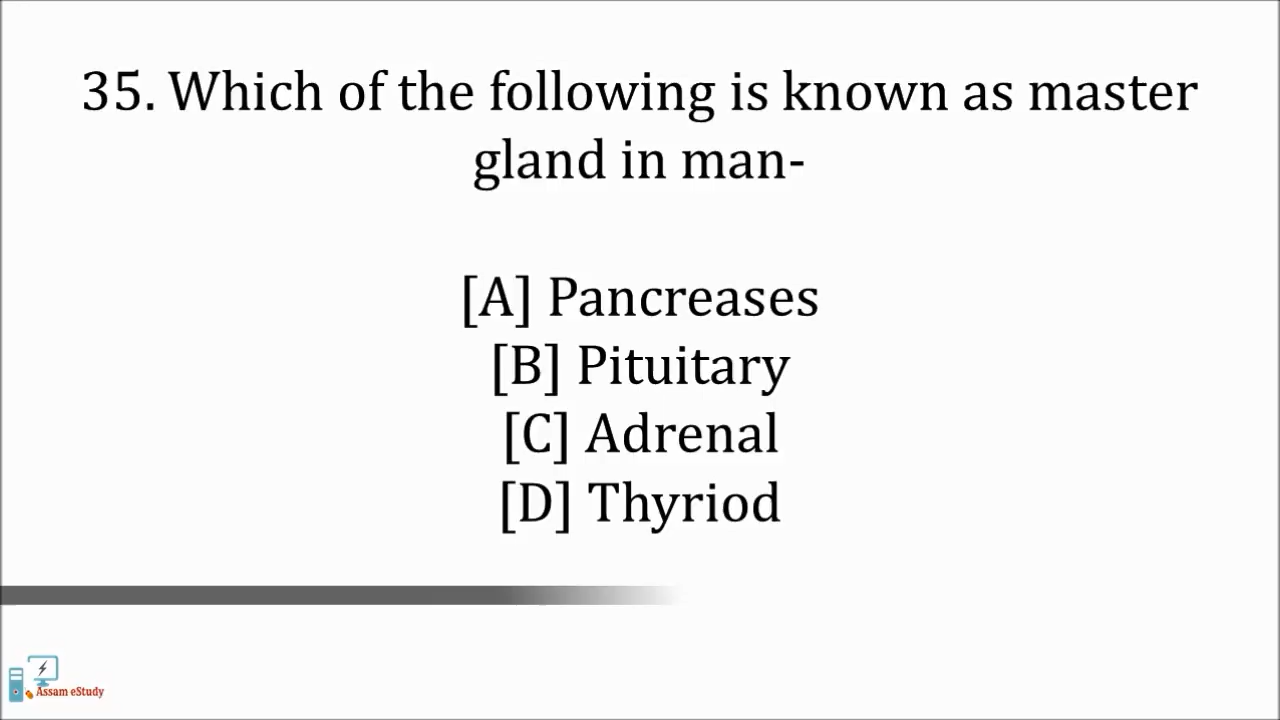 35. Which of the following is known as master
gland in man-
[A] Pancreases
[B] Pituitary
[C] Adrenal
[D] Thyriod
Assam eStudy